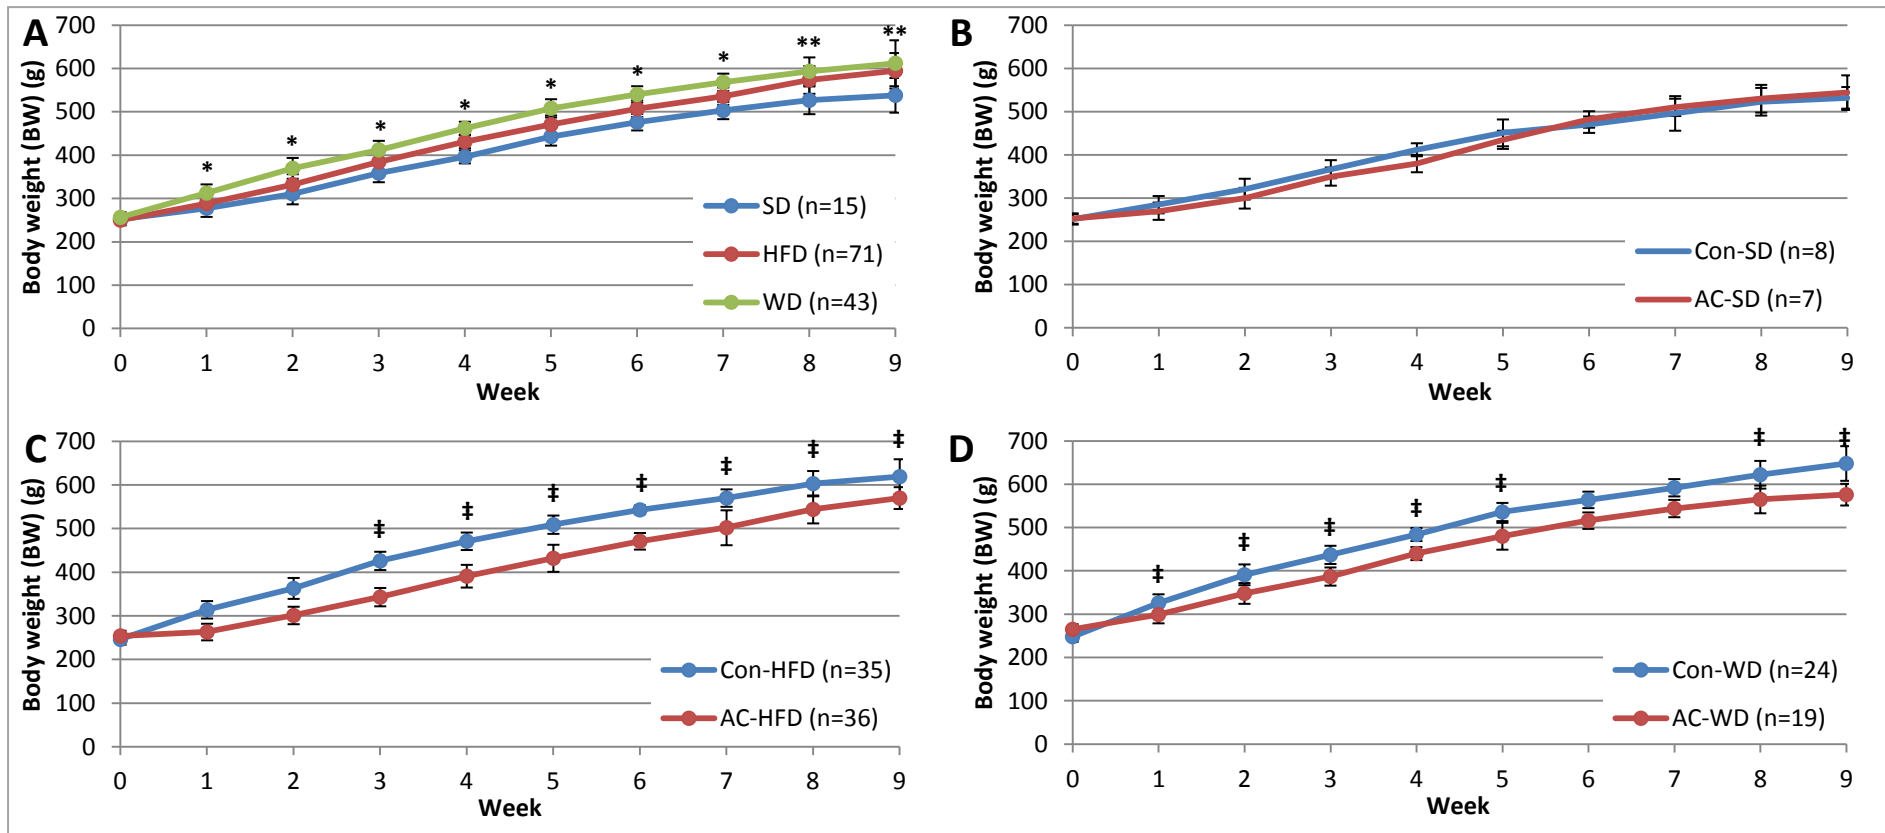 A
Body weight (BW) (g)
700
600
500
400
300
200
100
0
* * * * * * * ** **
SD (n=15)
HFD (n=71)
WD (n=43)
0 1 2 3 4 5 6 7 8 9
Week
B
Body weight (BW) (g)
700
600
500
400
300
200
100
0
Con-SD (n=8)
AC-SD (n=7)
0 1 2 3 4 5 6 7 8 9
Week
C
Body weight (BW) (g)
700
600
500
400
300
200
100
0
‡ ‡ ‡ ‡ ‡ ‡ ‡
Con-HFD (n=35)
AC-HFD (n=36)
0 1 2 3 4 5 6 7 8 9
Week
D
Body weight (BW) (g)
700
600
500
400
300
200
100
0
‡ ‡ ‡ ‡ ‡ ‡ ‡
Con-WD (n=24)
AC-WD (n=19)
0 1 2 3 4 5 6 7 8 9
Week